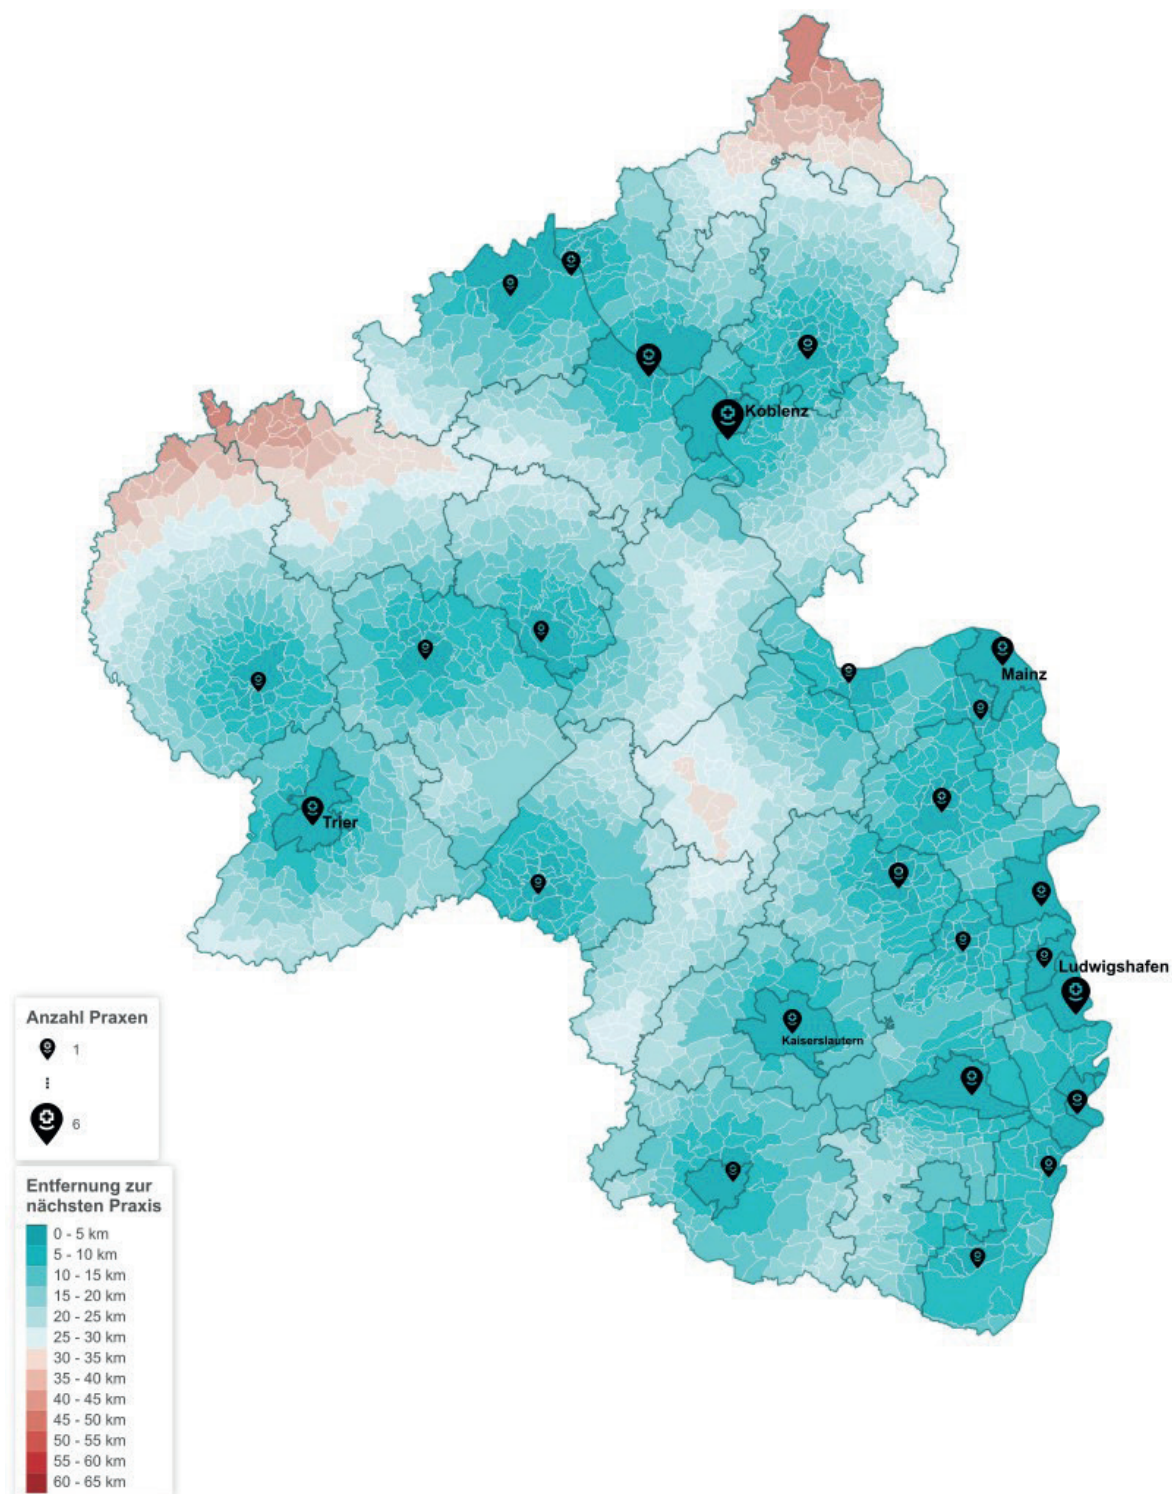 Koblenz
Mainz
Trier
Ludwigshafen
Kaiserslautern
Anzahl Praxen
1
6
Entfernung zur
nächsten Praxis
0 - 5 km
5 - 10 km
10 - 15 km
15 - 20 km
20 - 25 km
25 - 30 km
30 - 35 km
35 - 40 km
40 - 45 km
45 - 50 km
50 - 55 km
55 - 60 km
60 - 65 km